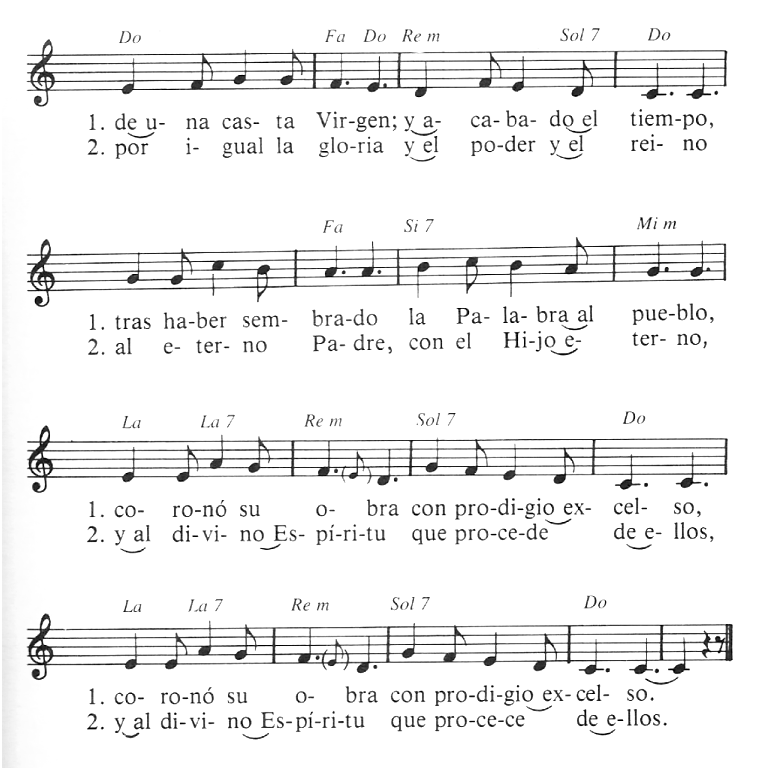 Do Fa Do Re m Sol 7 Do
1. de u- na cas- ta Vir-gen; y a- ca- ba- do el tiem-po,
2. por i- gual la glo-ria y el po-der y el rei- no
Fa Si 7 Mi m
1. tras ha-ber sem- bra-do la Pa- la- bra al pue-blo,
2. al e- ter- no Pa- dre, con el Hi-jo e- ter- no,
La La 7 Re m Sol 7 Do
1. co- ro-nó su o- bra con pro-di-gio ex- cel- so,
2. y al di-vi- no Es- pí-ri-tu que pro-ce-de de e- llos,
La La 7 Re m Sol 7 Do
1. co- ro-nó su o- bra con pro-di-gio ex- cel- so.
2. y al di-vi- no Es-pí-ri-tu que pro-ce-ce de e-llos.